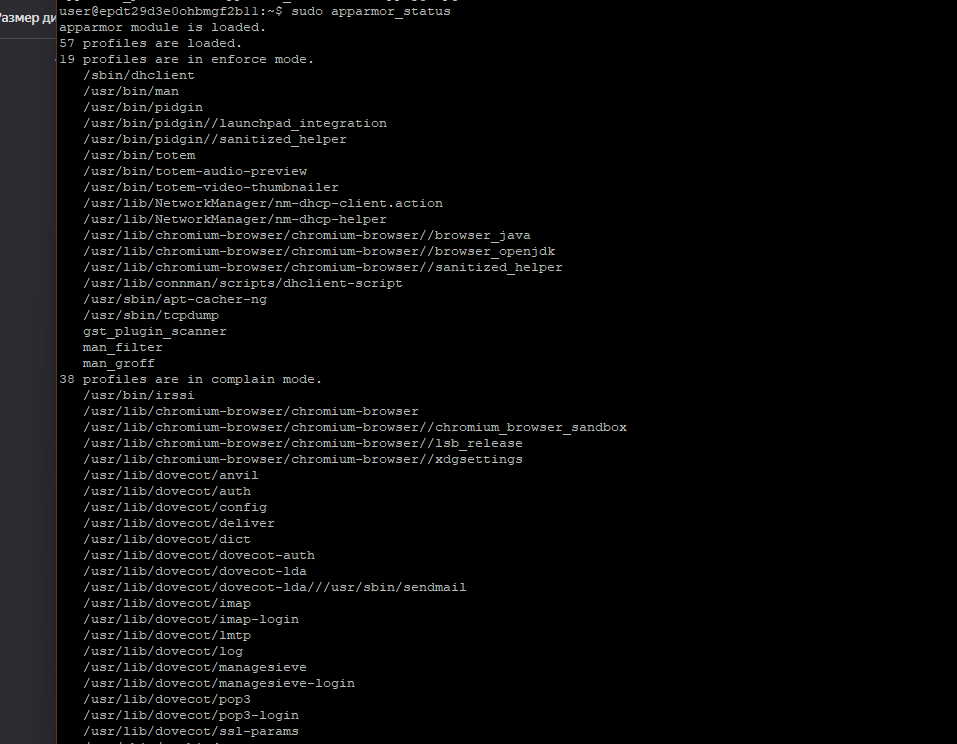 Размер ди
user@epdt29d3e0ohbmgf2b1l:~$ sudo apparmor_status
apparmor module is loaded.
57 profiles are loaded.
19 profiles are in enforce mode.
/sbin/dhclient
/usr/bin/man
/usr/bin/pidgin
/usr/bin/pidgin//launchpad_integration
/usr/bin/pidgin//sanitized_helper
/usr/bin/totem
/usr/bin/totem-audio-preview
/usr/bin/totem-video-thumbnailer
/usr/lib/NetworkManager/nm-dhcp-client.action
/usr/lib/NetworkManager/nm-dhcp-helper
/usr/lib/chromium-browser/chromium-browser//browser_java
/usr/lib/chromium-browser/chromium-browser//browser_openjdk
/usr/lib/chromium-browser/chromium-browser//sanitized_helper
/usr/lib/connman/scripts/dhclient-script
/usr/sbin/apt-cacher-ng
/usr/sbin/tcpdump
gst_plugin_scanner
man_filter
man_groff
38 profiles are in complain mode.
/usr/bin/irssi
/usr/lib/chromium-browser/chromium-browser
/usr/lib/chromium-browser/chromium-browser//chromium_browser_sandbox
/usr/lib/chromium-browser/chromium-browser//lsb_release
/usr/lib/chromium-browser/chromium-browser//xdgsettings
/usr/lib/dovecot/anvil
/usr/lib/dovecot/auth
/usr/lib/dovecot/config
/usr/lib/dovecot/deliver
/usr/lib/dovecot/dict
/usr/lib/dovecot/dovecot-auth
/usr/lib/dovecot/dovecot-lda
/usr/lib/dovecot/dovecot-lda///usr/sbin/sendmail
/usr/lib/dovecot/imap
/usr/lib/dovecot/imap-login
/usr/lib/dovecot/lmtp
/usr/lib/dovecot/log
/usr/lib/dovecot/managesieve
/usr/lib/dovecot/managesieve-login
/usr/lib/dovecot/pop3
/usr/lib/dovecot/pop3-login
/usr/lib/dovecot/ssl-params